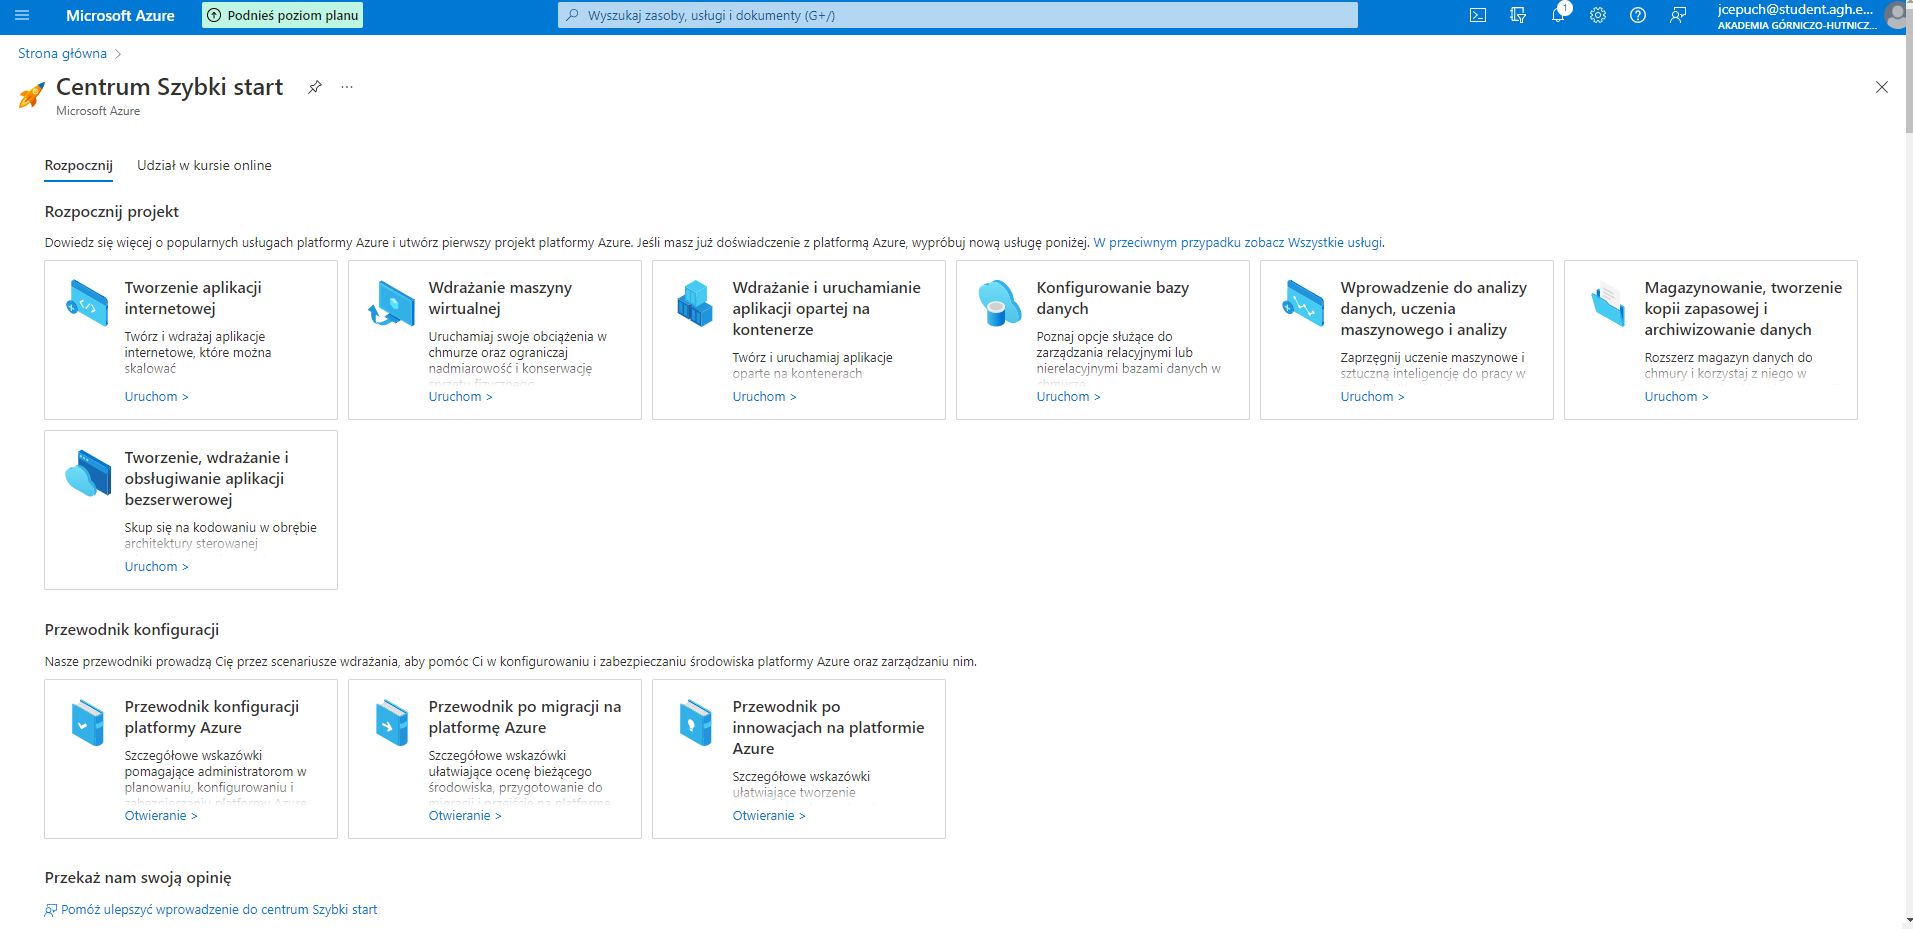 Microsoft Azure
Podnieś poziom planu
Wyszukaj zasoby, usługi i dokumenty (G+/)
1
jcepuch@student.agh.e...
AKADEMIA GÓRNICZO-HUTNICZ...
Strona główna
Centrum Szybki start
...
Microsoft Azure
Rozpocznij
Udział w kursie online
Rozpocznij projekt
Dowiedz się więcej o popularnych usługach platformy Azure i utwórz pierwszy projekt platformy Azure. Jeśli masz już doświadczenie z platformą Azure, wypróbuj nową usługę poniżej. W przeciwnym przypadku zobacz Wszystkie usługi.
Tworzenie aplikacji
internetowej
Twórz i wdrażaj aplikacje
internetowe, które można
skalować
Uruchom >
Wdrażanie maszyny
wirtualnej
Uruchamiaj swoje obciążenia w
chmurze oraz ograniczaj
nadmiarowość i konserwację
sprzętu fizycznego
Uruchom >
Wdrażanie i uruchamianie
aplikacji opartej na
kontenerze
Twórz i uruchamiaj aplikacje
oparte na kontenerach
Uruchom >
Konfigurowanie bazy
danych
Poznaj opcje służące do
zarządzania relacyjnymi lub
nierelacyjnymi bazami danych w
chmurze
Uruchom >
Wprowadzenie do analizy
danych, uczenia
maszynowego i analizy
Zaprzęgnij uczenie maszynowe i
sztuczną inteligencję do pracy w
Uruchom >
Magazynowanie, tworzenie
kopii zapasowej i
archiwizowanie danych
Rozszerz magazyn danych do
chmury i korzystaj z niego w
Uruchom >
Tworzenie, wdrażanie i
obsługiwanie aplikacji
bezserwerowej
Skup się na kodowaniu w obrębie
architektury sterowanej
Uruchom >
Przewodnik konfiguracji
Nasze przewodniki prowadzą Cię przez scenariusze wdrażania, aby pomóc Ci w konfigurowaniu i zabezpieczaniu środowiska platformy Azure oraz zarządzaniu nim.
Przewodnik konfiguracji
platformy Azure
Szczegółowe wskazówki
pomagające administratorom w
planowaniu, konfigurowaniu i
zabezpieczaniu platformy Azure
Otwieranie >
Przewodnik po migracji na
platformę Azure
Szczegółowe wskazówki
ułatwiające ocenę bieżącego
środowiska, przygotowanie do
migracji i przejście na platformę
Otwieranie >
Przewodnik po
innowacjach na platformie
Azure
Szczegółowe wskazówki
ułatwiające tworzenie
Otwieranie >
Przekaż nam swoją opinię
Pomóż ulepszyć wprowadzenie do centrum Szybki start